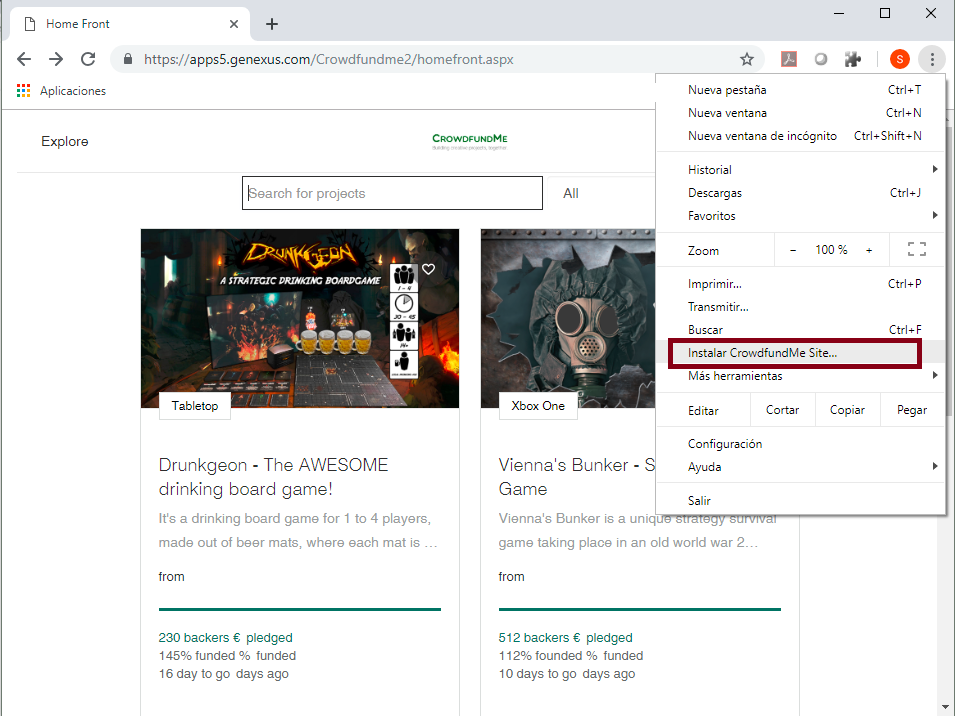 Home Front
https://apps5.genexus.com/Crowdfundme2/homefront.aspx
S
Aplicaciones
Nueva pestaña Ctrl+T
Nueva ventana Ctrl+N
Nueva ventana de incógnito Ctrl+Shift+N
Historial
Descargas Ctrl+J
Favoritos
Zoom − 100 % +
Imprimir... Ctrl+P
Transmitir...
Buscar Ctrl+F
Instalar CrowdfundMe Site...
Más herramientas
Editar Cortar Copiar Pegar
Configuración
Ayuda
Salir
Explore
CROWDFUNDME
Building creative projects, together
Search for projects
All
DRUNKGEON
A STRATEGIC DRINKING BOARDGAME
1 - 4
30 - 45
14+
Tabletop
Drunkgeon - The AWESOME
drinking board game!
It's a drinking board game for 1 to 4 players,
made out of beer mats, where each mat is ...
from
230 backers € pledged
145% funded % funded
16 day to go days ago
Xbox One
Vienna's Bunker - S
Game
Vienna's Bunker is a unique strategy survival
game taking place in an old world war 2...
from
512 backers € pledged
112% founded % funded
10 days to go days ago